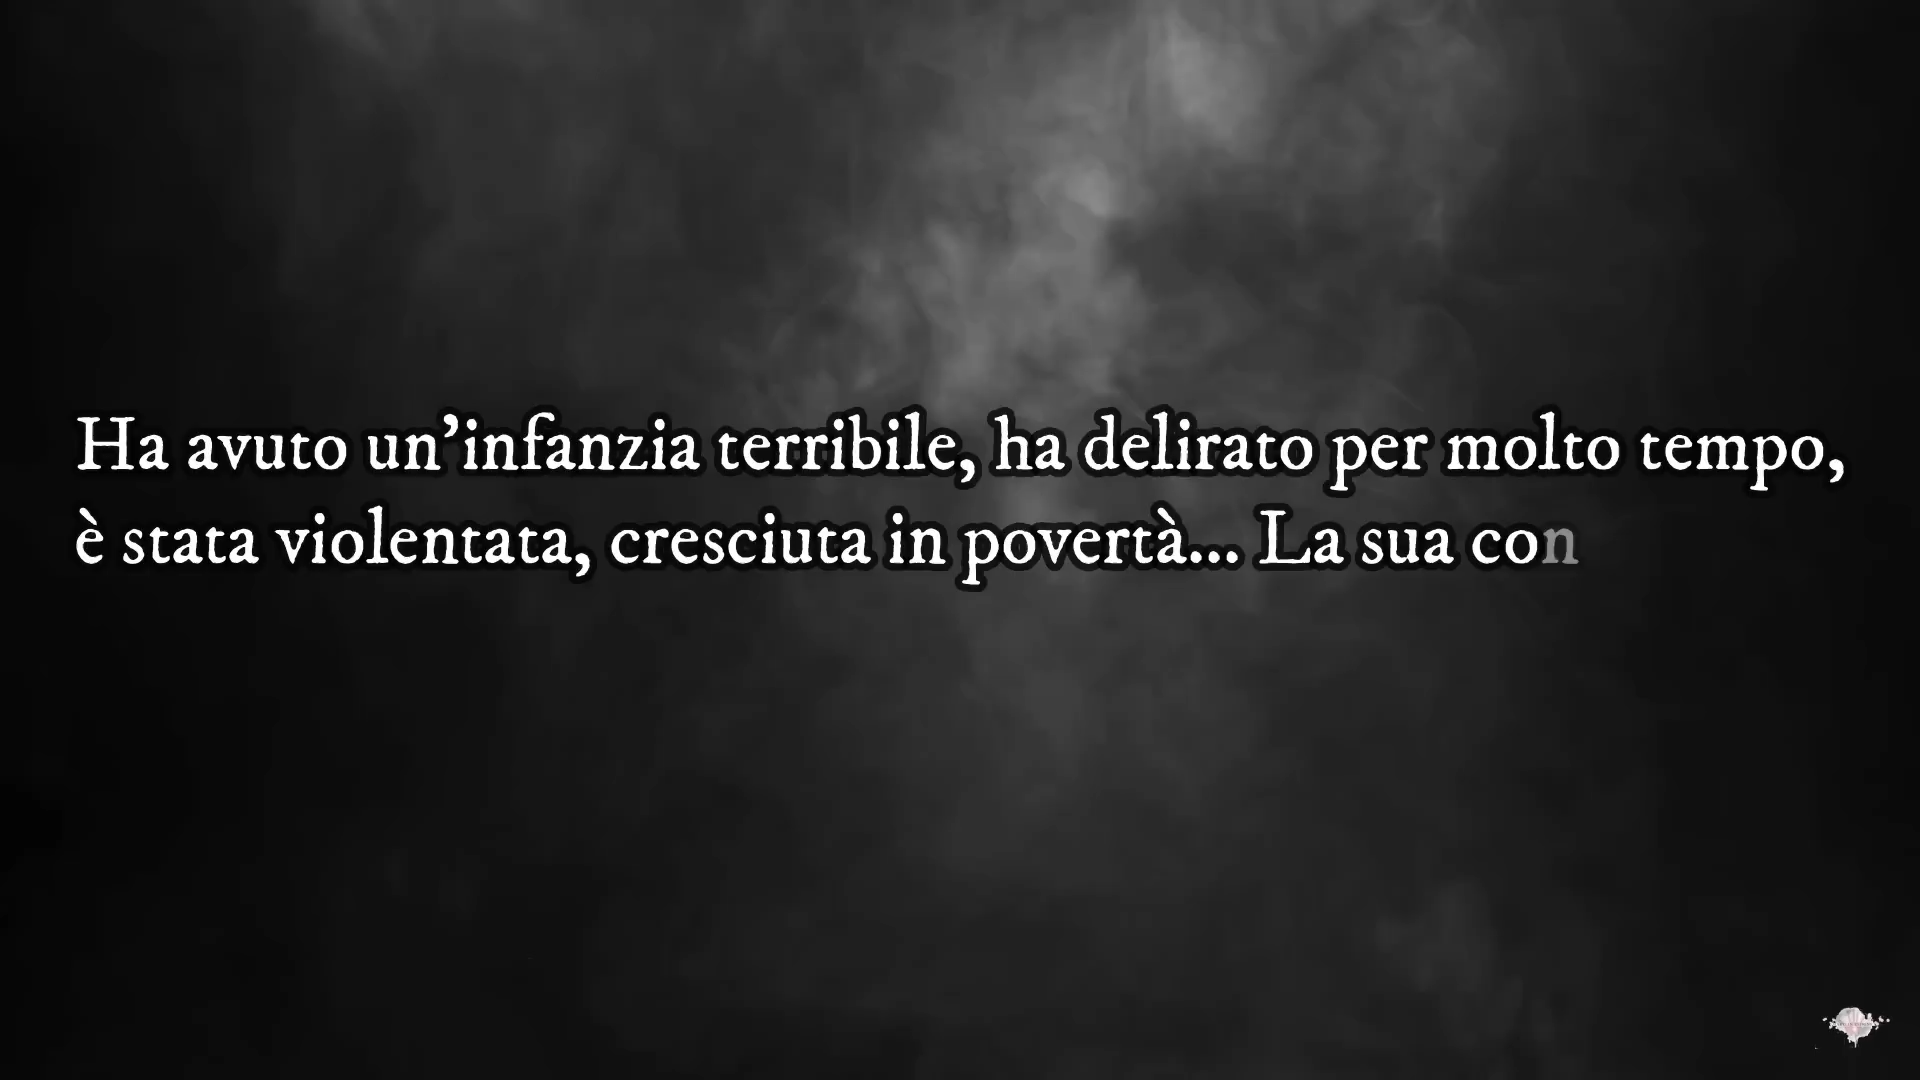 Ha avuto un’infanzia terribile, ha delirato per molto tempo,
è stata violentata, cresciuta in povertà... La sua con